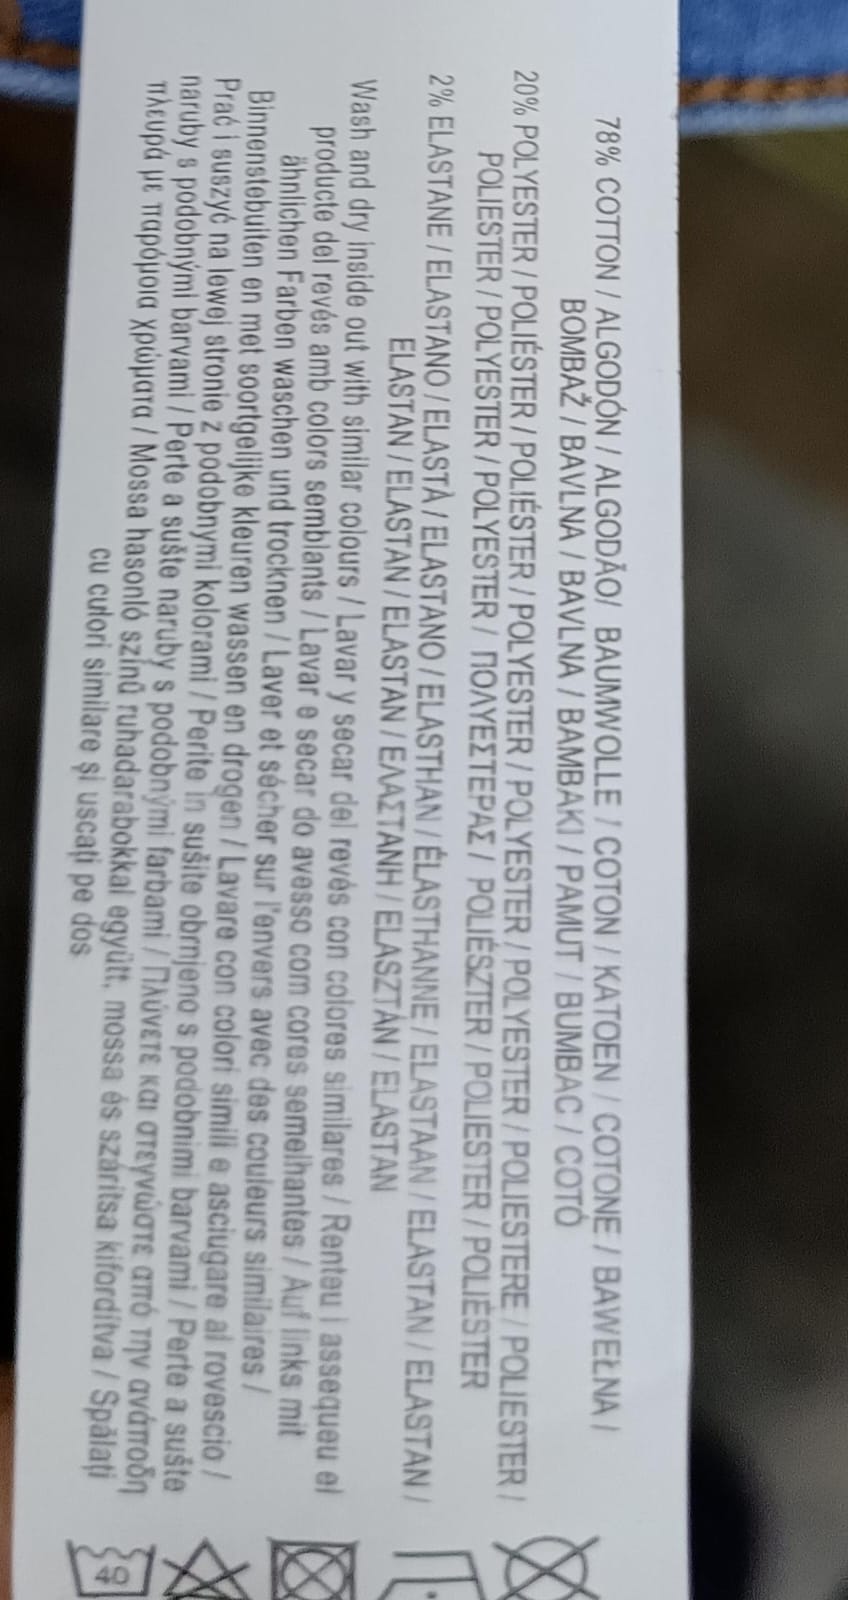 78% COTTON / ALGODÓN / ALGODÃO/ BAUMWOLLE / COTON / KATOEN / COTONE / BAWEŁNA /
BOMBAŽ / BAVLNA / BAVLNA / BAMBAKI / PAMUT / BUMBAC / COTÓ
20% POLYESTER / POLIÉSTER / POLIÉSTER / POLYESTER / POLYESTER / POLYESTER / POLIESTERE / POLIESTER /
POLIESTER / POLYESTER / POLYESTER / ΠΟΛΥΕΣΤΕΡΑΣ / POLIÉSZTER / POLIESTER / POLIÈSTER
2% ELASTANE / ELASTANO / ELASTÀ / ELASTANO / ELASTHAN / ÉLASTHANNE / ELASTAAN / ELASTAN / ELASTAN /
ELASTAN / ELASTAN / ELASTAN / ΕΛΑΣΤΑΝΗ / ELASZTÁN / ELASTAN
Wash and dry inside out with similar colours / Lavar y secar del revés con colores similares / Renteu i assequeu el
producte del revés amb colors semblants / Lavar e secar do avesso com cores semelhantes / Auf links mit
ähnlichen Farben waschen und trocknen / Laver et sécher sur l'envers avec des couleurs similaires /
Binnenstebuiten en met soortgelijke kleuren wassen en drogen / Lavare con colori simili e asciugare al rovescio /
Prać i suszyć na lewej stronie z podobnymi kolorami / Perite in sušite obrnjeno s podobnimi barvami / Perte a sušte
naruby s podobnými barvami / Perte a sušte naruby s podobnými farbami / Πλύνετε και στεγνώστε από την ανάποδη
πλευρά με παρόμοια χρώματα / Mossa hasonló színű ruhadarabokkal együtt, mossa és szárítsa kifordítva / Spălați
cu culori similare și uscați pe dos
40